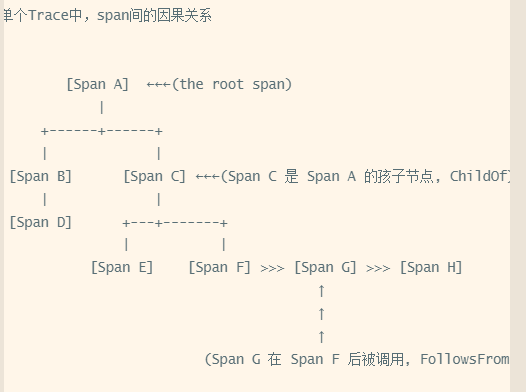 单个Trace中，span间的因果关系
[Span A] ←←←(the root span)
|
+------+------+
| |
[Span B] [Span C] ←←←(Span C 是 Span A 的孩子节点, ChildOf)
| |
[Span D] +---+-------+
| |
[Span E] [Span F] >>> [Span G] >>> [Span H]
↑
↑
↑
(Span G 在 Span F 后被调用, FollowsFrom